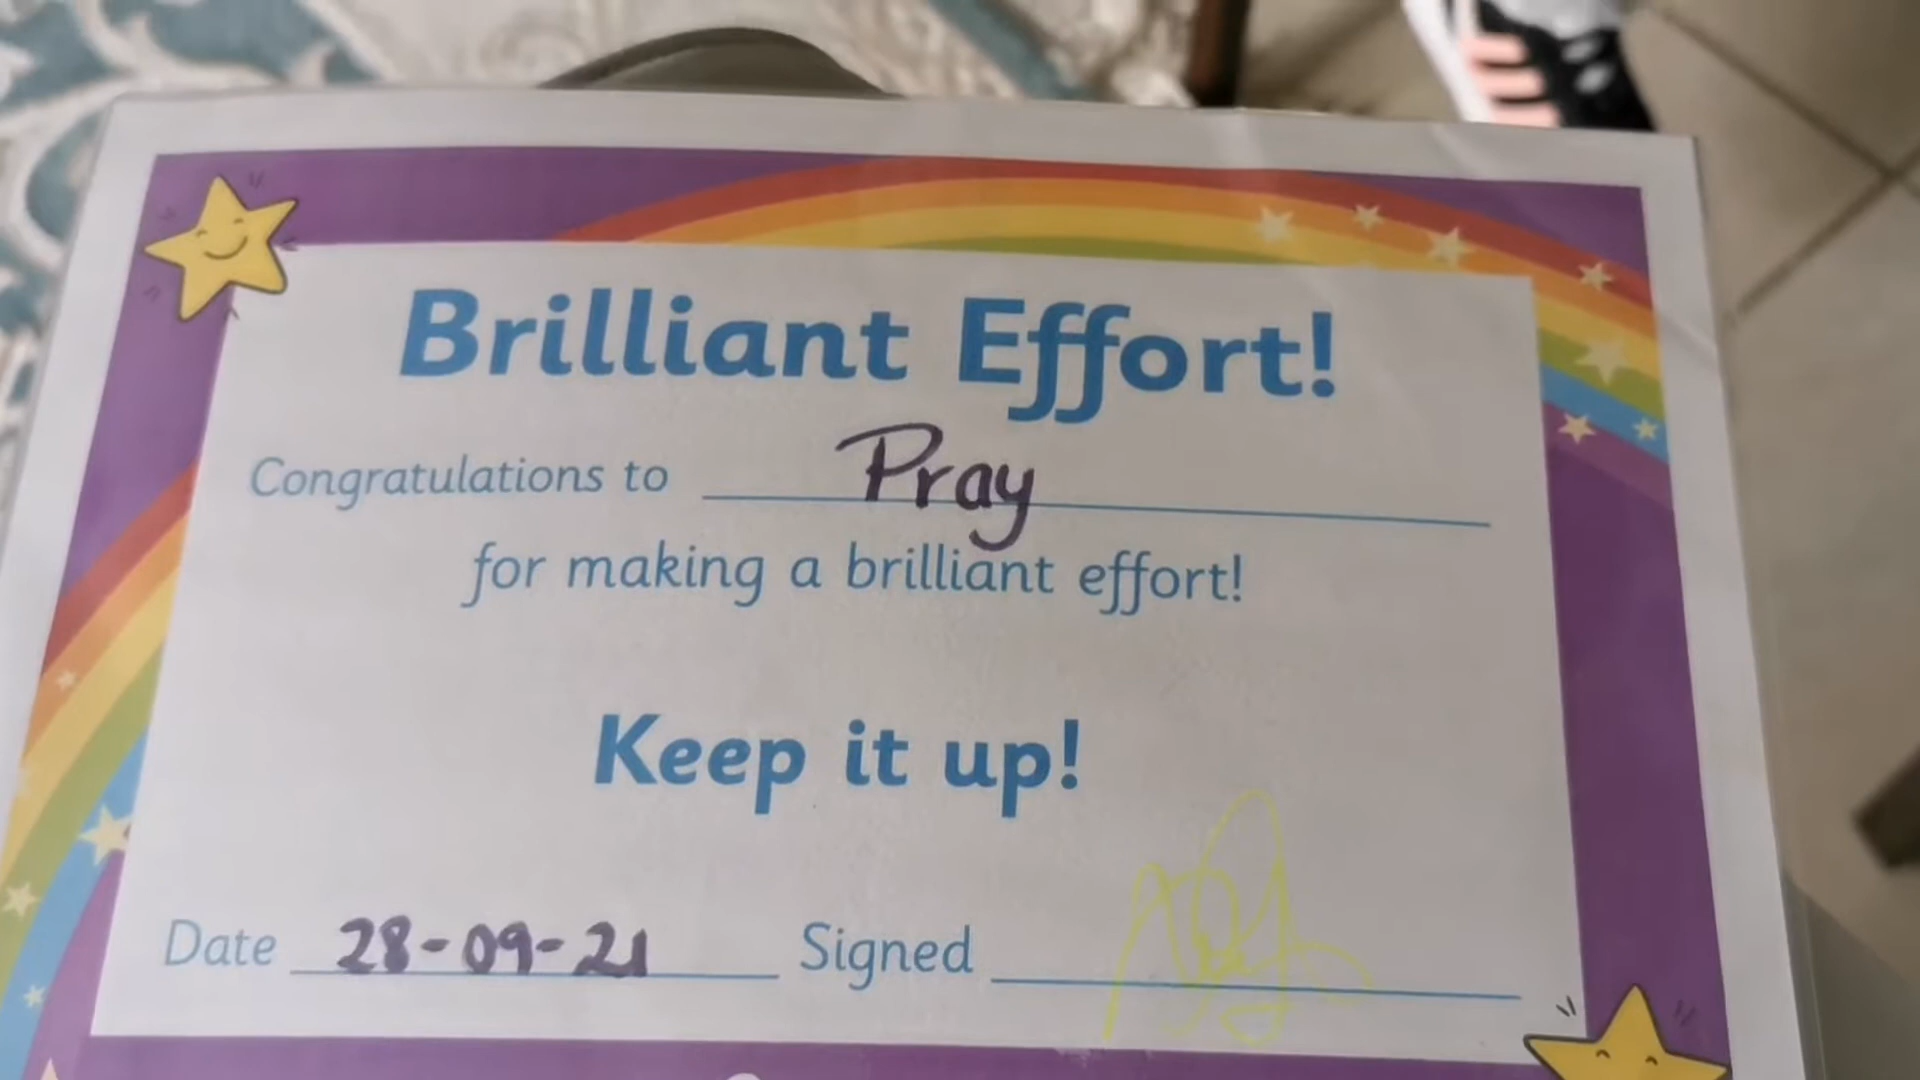 Brilliant Effort!
Congratulations to Pray
for making a brilliant effort!
Keep it up!
Date 28-09-21 Signed